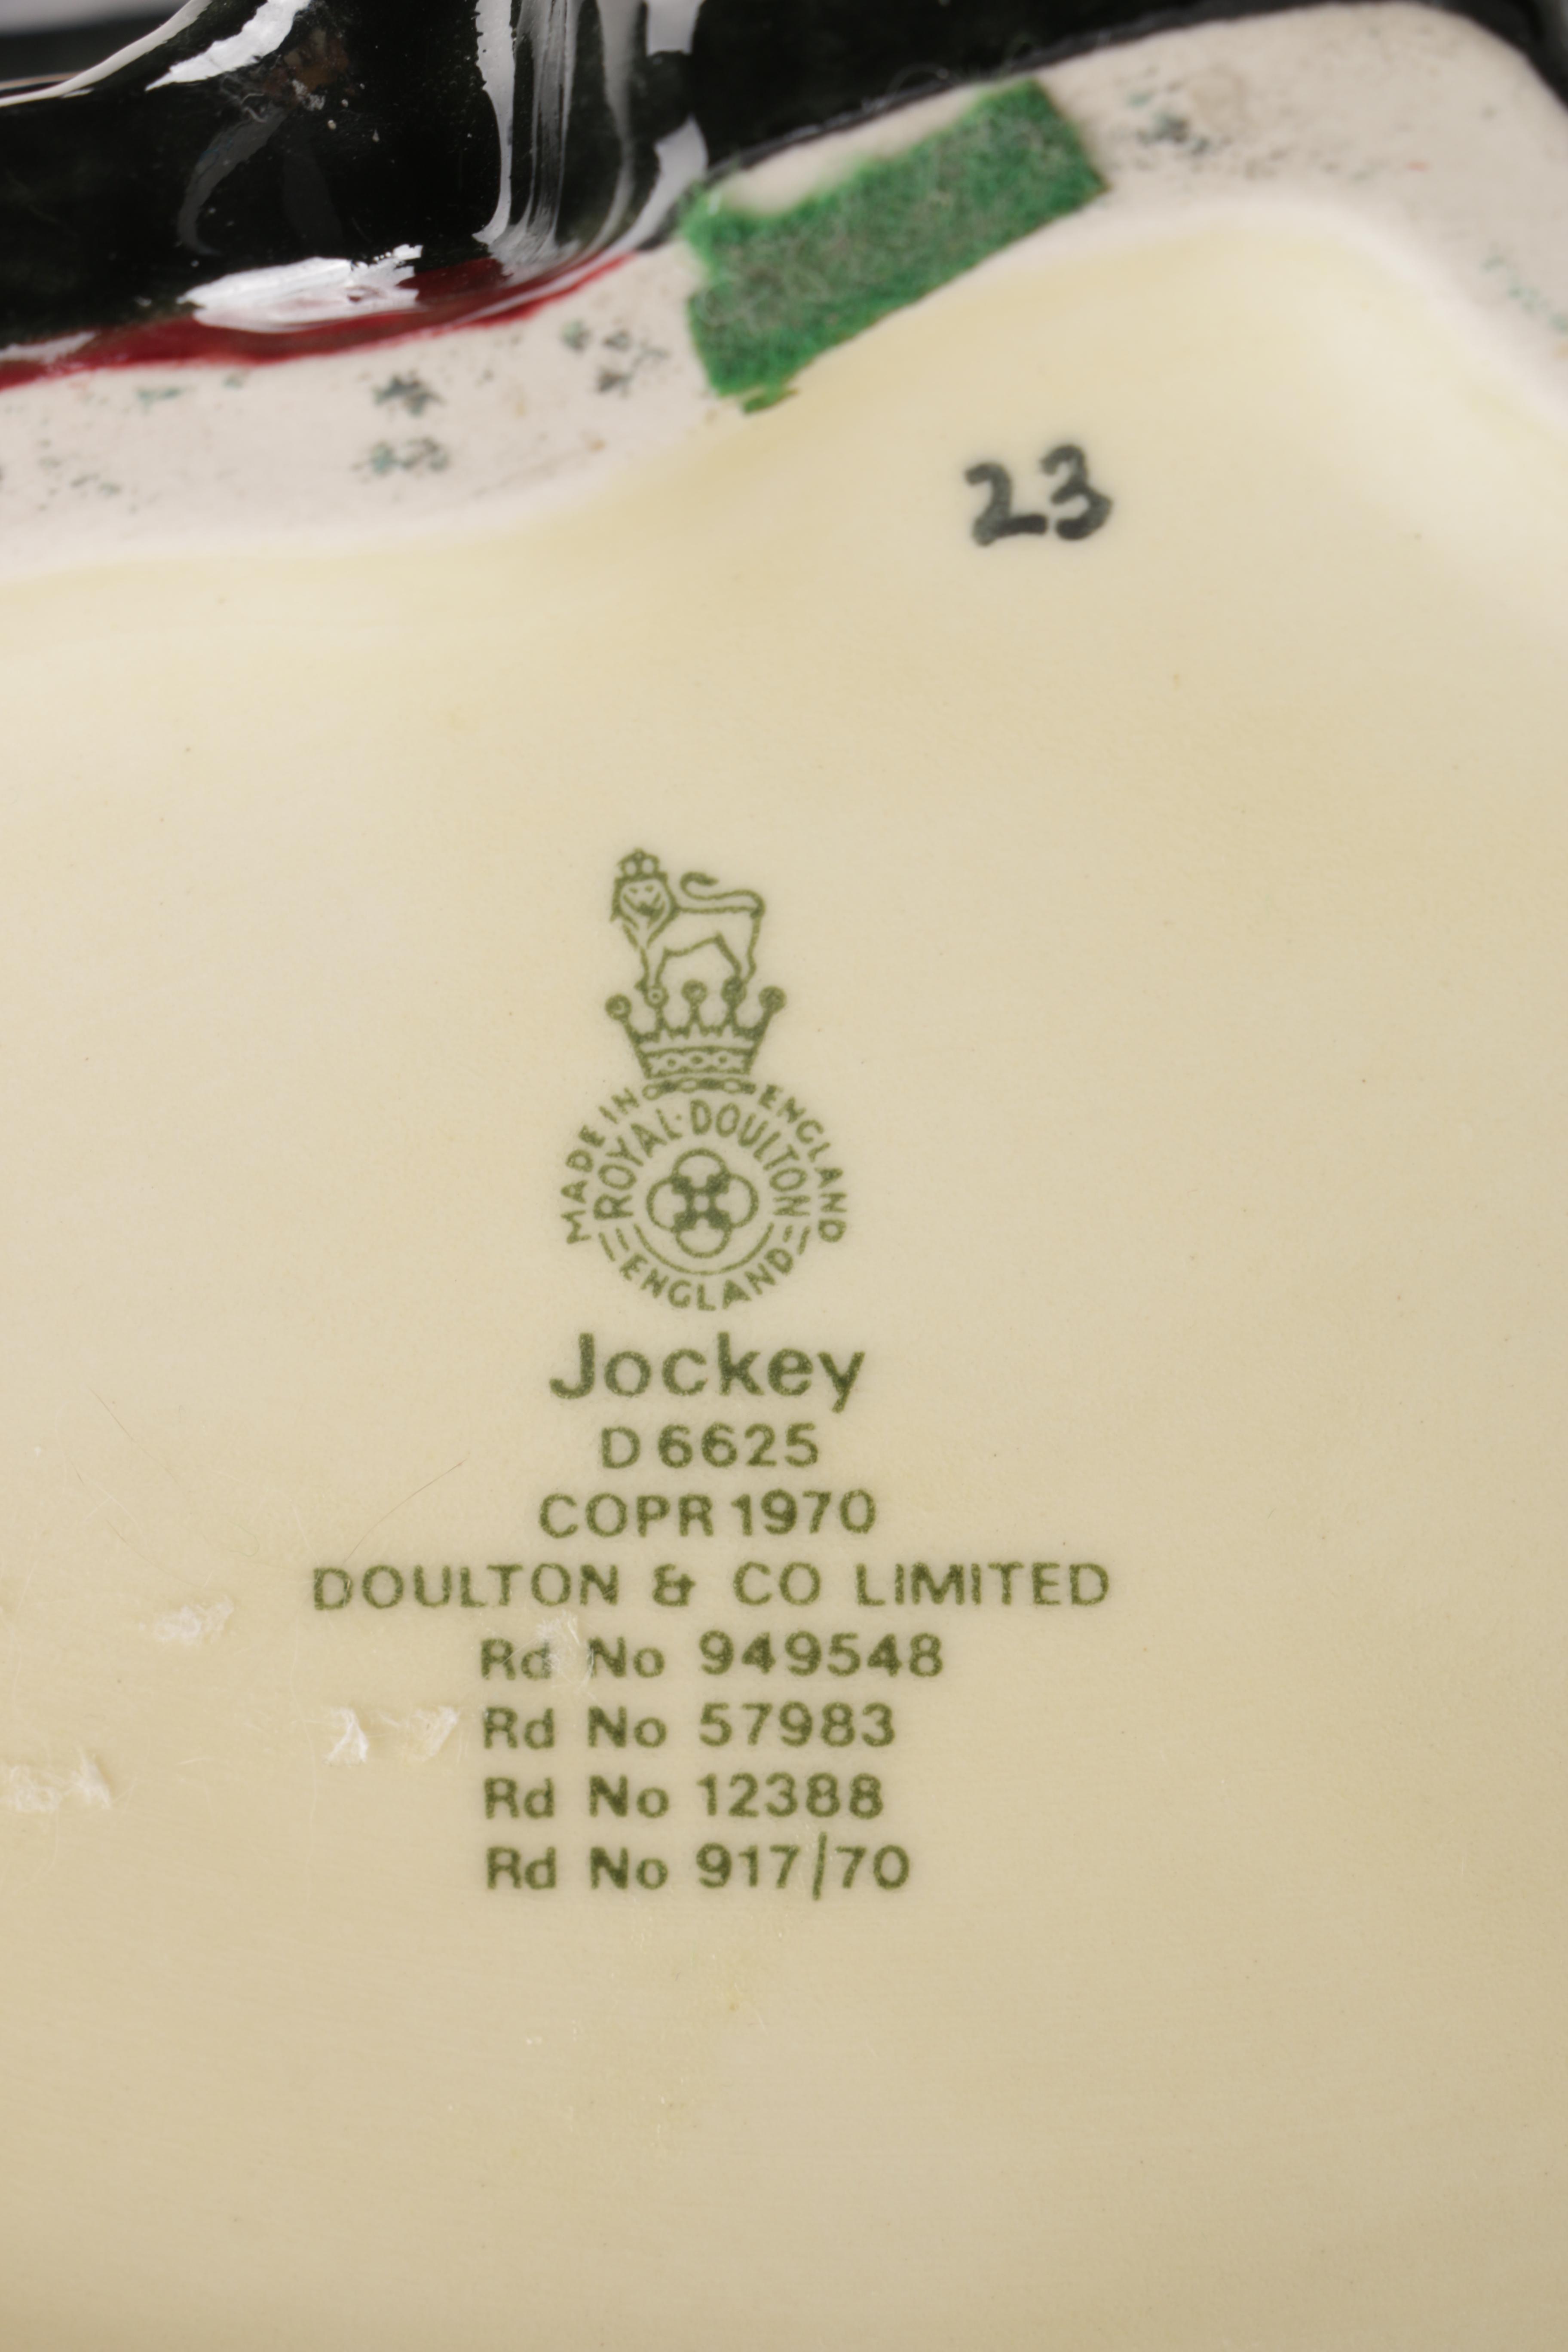 23
MADE IN ENGLAND
ROYAL·DOULTON
ENGLAND
Jockey
D 6625
COPR 1970
DOULTON & CO LIMITED
Rd No 949548
Rd No 57983
Rd No 12388
Rd No 917/70